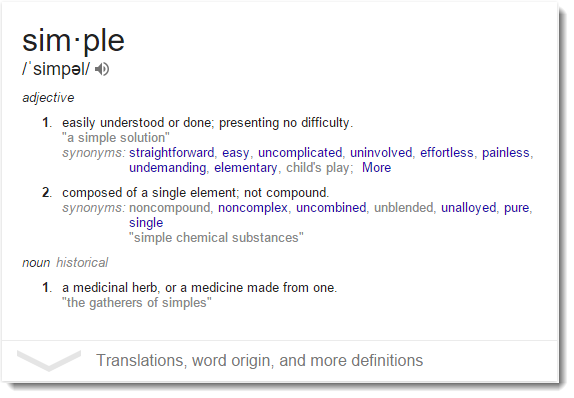 sim·ple
/ˈsimpəl/
adjective
1. easily understood or done; presenting no difficulty.
"a simple solution"
synonyms: straightforward, easy, uncomplicated, uninvolved, effortless, painless,
undemanding, elementary, child's play; More
2. composed of a single element; not compound.
synonyms: noncompound, noncomplex, uncombined, unblended, unalloyed, pure,
single
"simple chemical substances"
noun historical
1. a medicinal herb, or a medicine made from one.
"the gatherers of simples"
Translations, word origin, and more definitions